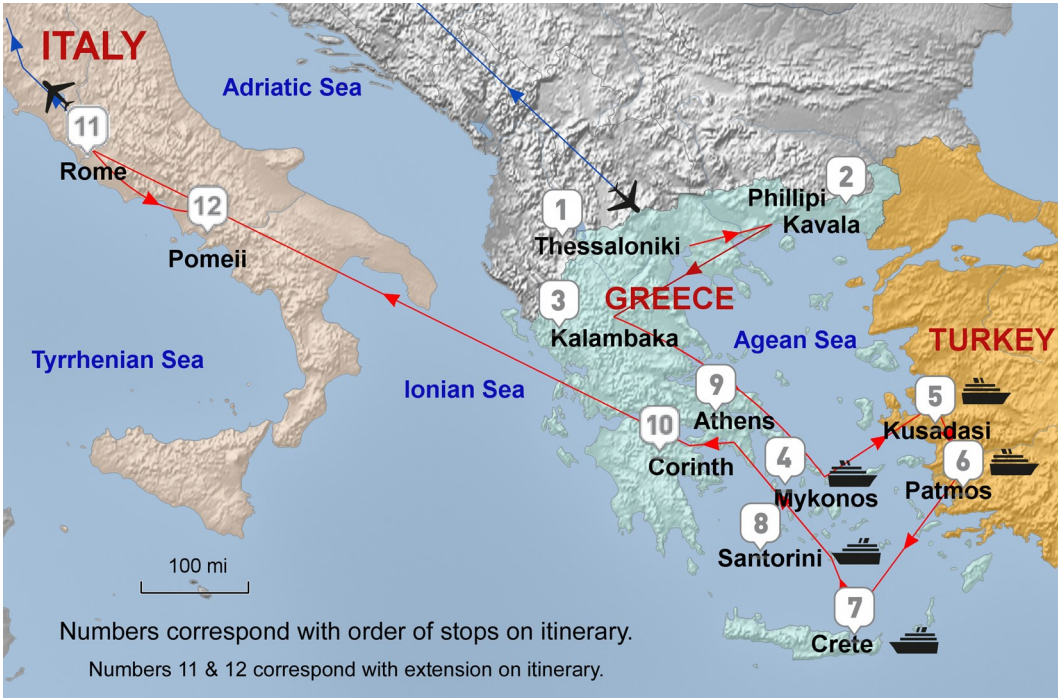 ITALY
Adriatic Sea
11
Rome
12
Pomeii
2
Phillipi
Kavala
1
Thessaloniki
3
GREECE
Kalambaka
Agean Sea
TURKEY
Tyrrhenian Sea
Ionian Sea
9
Athens
5
Kusadasi
10
Corinth
4
Mykonos
6
Patmos
8
Santorini
7
Crete
100 mi
Numbers correspond with order of stops on itinerary.
Numbers 11 & 12 correspond with extension on itinerary.